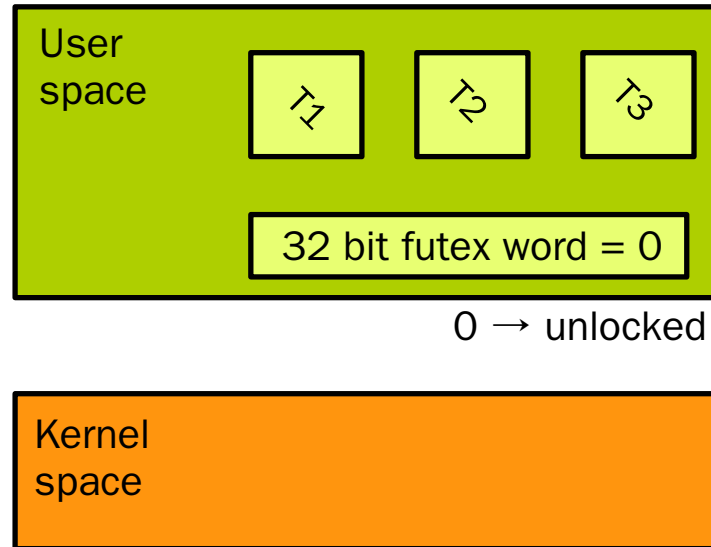 User
space
T1
T2
T3
32 bit futex word = 0
0 → unlocked
Kernel
space